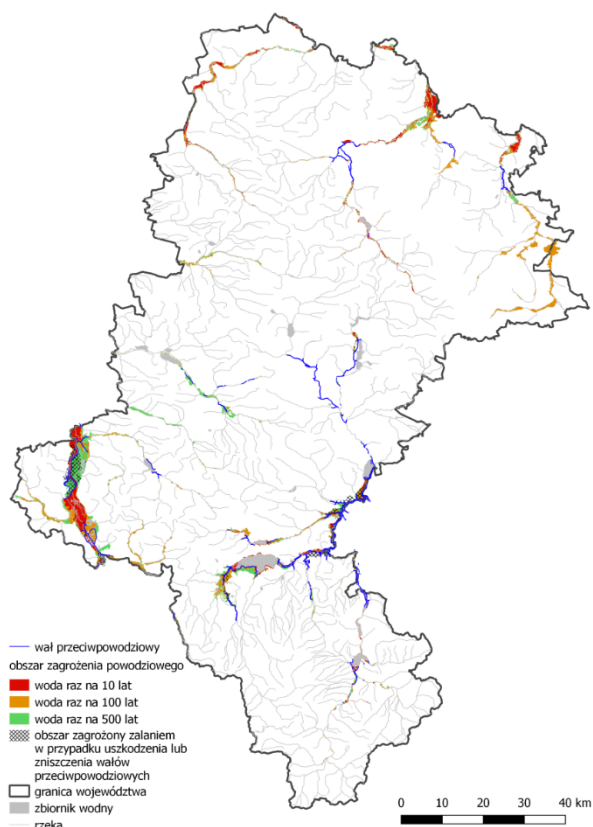 wał przeciwpowodziowy
obszar zagrożenia powodziowego
woda raz na 10 lat
woda raz na 100 lat
woda raz na 500 lat
obszar zagrożony zalaniem
w przypadku uszkodzenia lub
zniszczenia wałów
przeciwpowodziowych
granica województwa
zbiornik wodny
rzeka
0 10 20 30 40 km